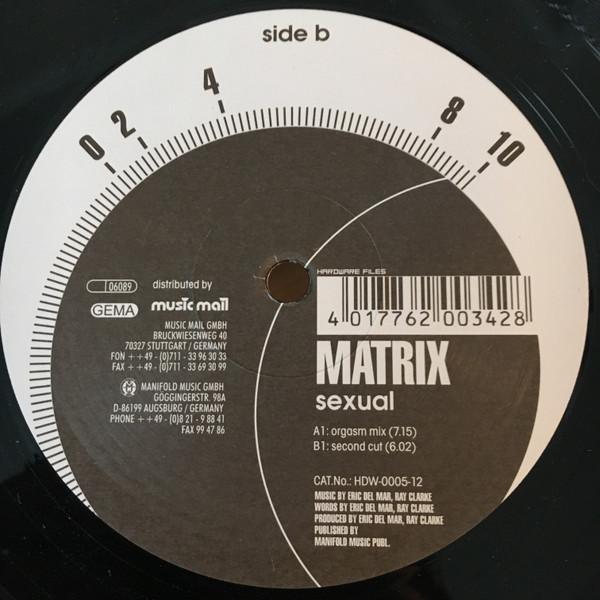 side b
0 2 4 8 10
HARDWARE FILES
4 017762 003428
MATRIX
sexual
A1: orgasm mix (7.15)
B1: second cut (6.02)
CAT.No.: HDW-0005-12
MUSIC BY ERIC DEL MAR, RAY CLARKE
WORDS BY ERIC DEL MAR, RAY CLARKE
PRODUCED BY ERIC DEL MAR, RAY CLARKE
PUBLISHED BY
MANIFOLD MUSIC PUBL.
06089
GEMA
distributed by
music mail
MUSIC MAIL GMBH
BRUCKWIESENWEG 40
70327 STUTTGART / GERMANY
FON ++49-(0)711-33 96 30 33
FAX ++49-(0)711-33 69 30 99
MANIFOLD MUSIC GMBH
GÖGGINGERSTR. 98A
D-86199 AUGSBURG / GERMANY
PHONE ++49-(0)8 21-9 88 41
FAX 99 47 86